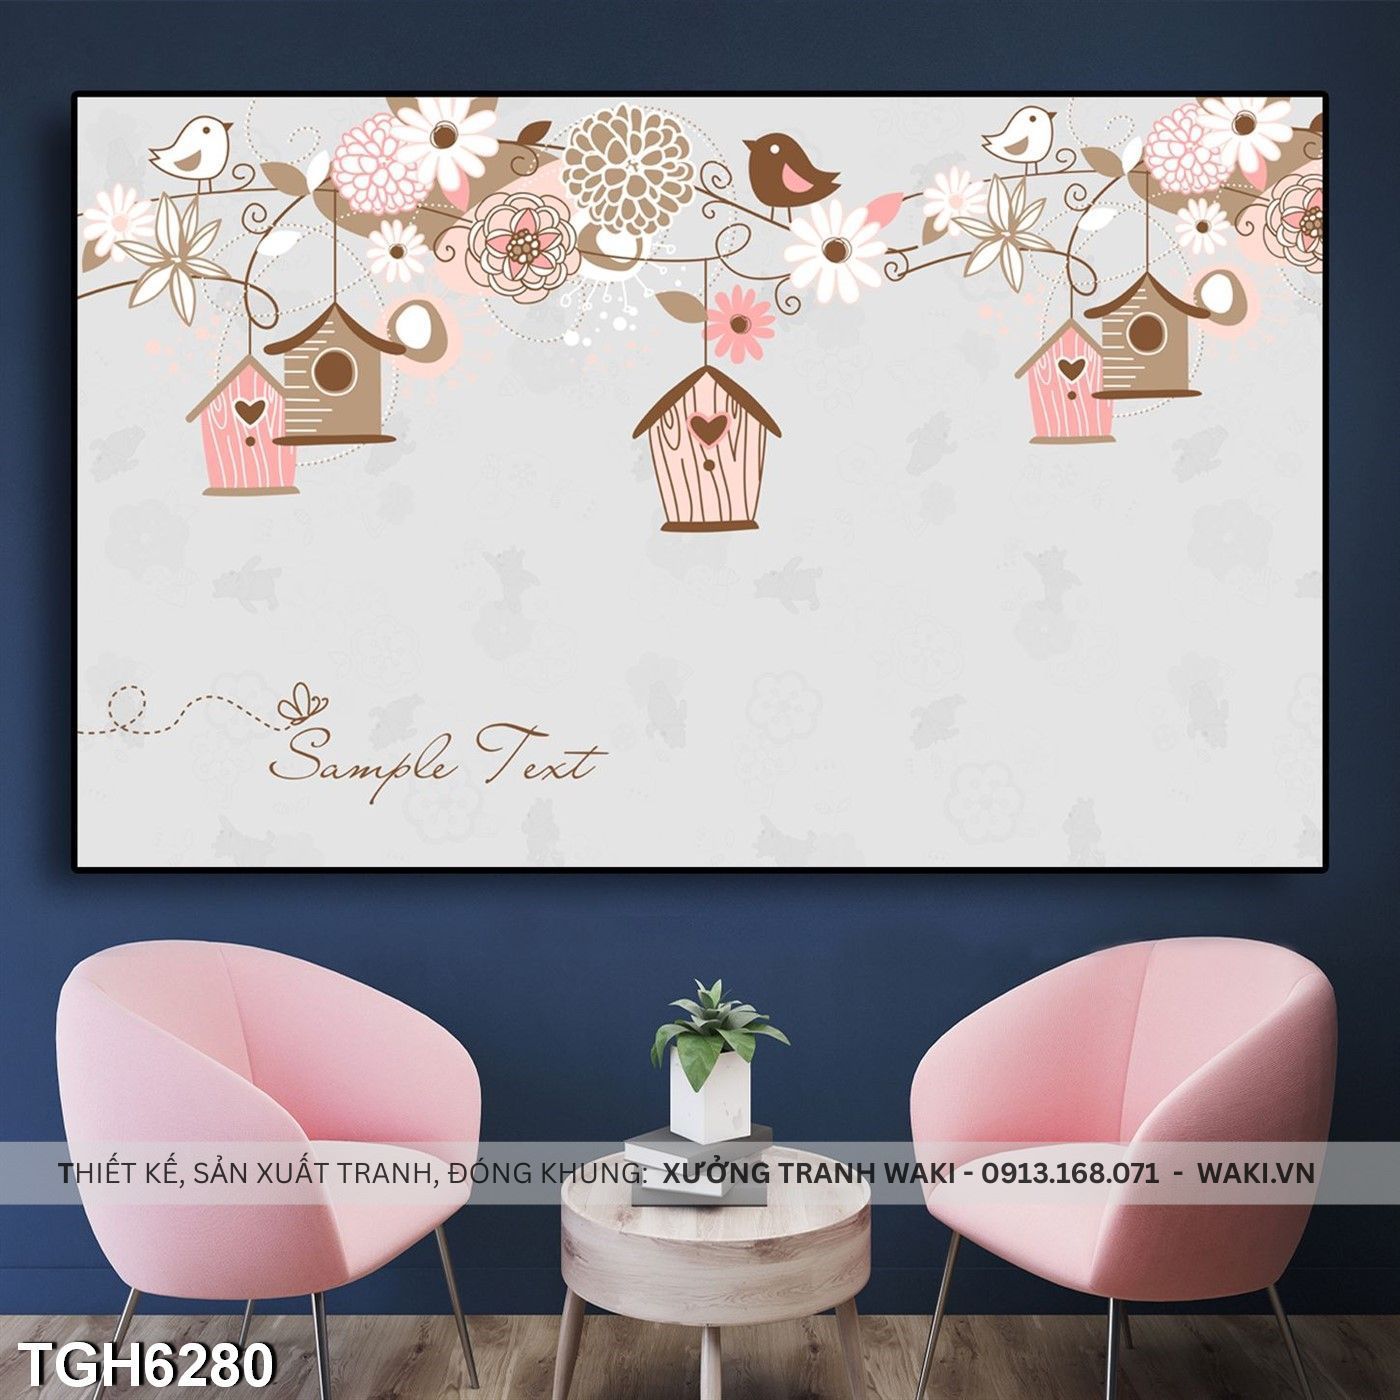 Sample Text
THIẾT KẾ, SẢN XUẤT TRANH, ĐÓNG KHUNG: XƯỞNG TRANH WAKI - 0913.168.071 - WAKI.VN
TGH6280